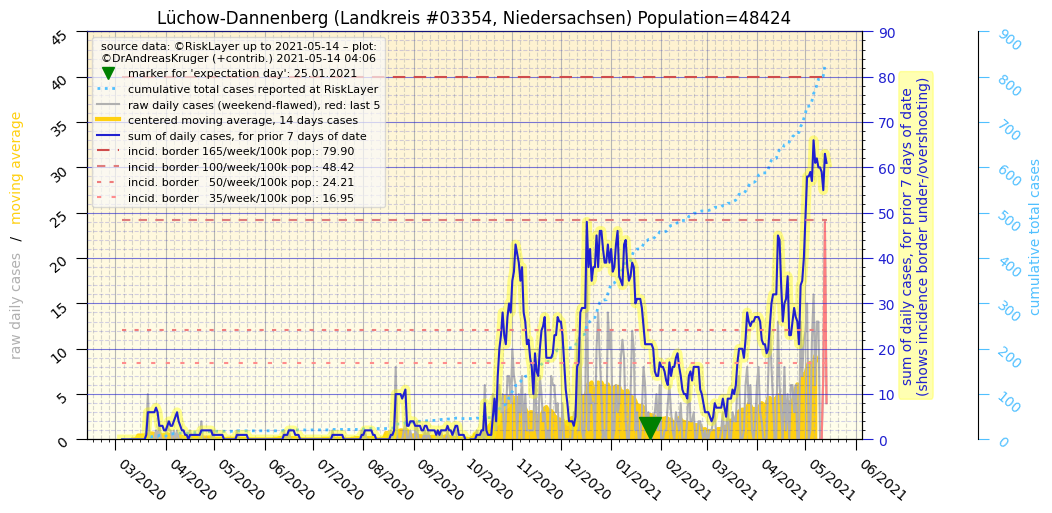 Lüchow-Dannenberg (Landkreis #03354, Niedersachsen) Population=48424
source data: ©RiskLayer up to 2021-05-14 – plot:
©DrAndreasKruger (+contrib.) 2021-05-14 04:06
marker for 'expectation day': 25.01.2021
cumulative total cases reported at RiskLayer
raw daily cases (weekend-flawed), red: last 5
centered moving average, 14 days cases
sum of daily cases, for prior 7 days of date
incid. border 165/week/100k pop.: 79.90
incid. border 100/week/100k pop.: 48.42
incid. border 50/week/100k pop.: 24.21
incid. border 35/week/100k pop.: 16.95
raw daily cases / moving average
45
40
35
30
25
20
15
10
5
0
03/2020
04/2020
05/2020
06/2020
07/2020
08/2020
09/2020
10/2020
11/2020
12/2020
01/2021
02/2021
03/2021
04/2021
05/2021
06/2021
90
80
70
60
50
40
30
20
10
0
sum of daily cases, for prior 7 days of date
(shows incidence border under-/overshooting)
900
800
700
600
500
400
300
200
100
0
cumulative total cases